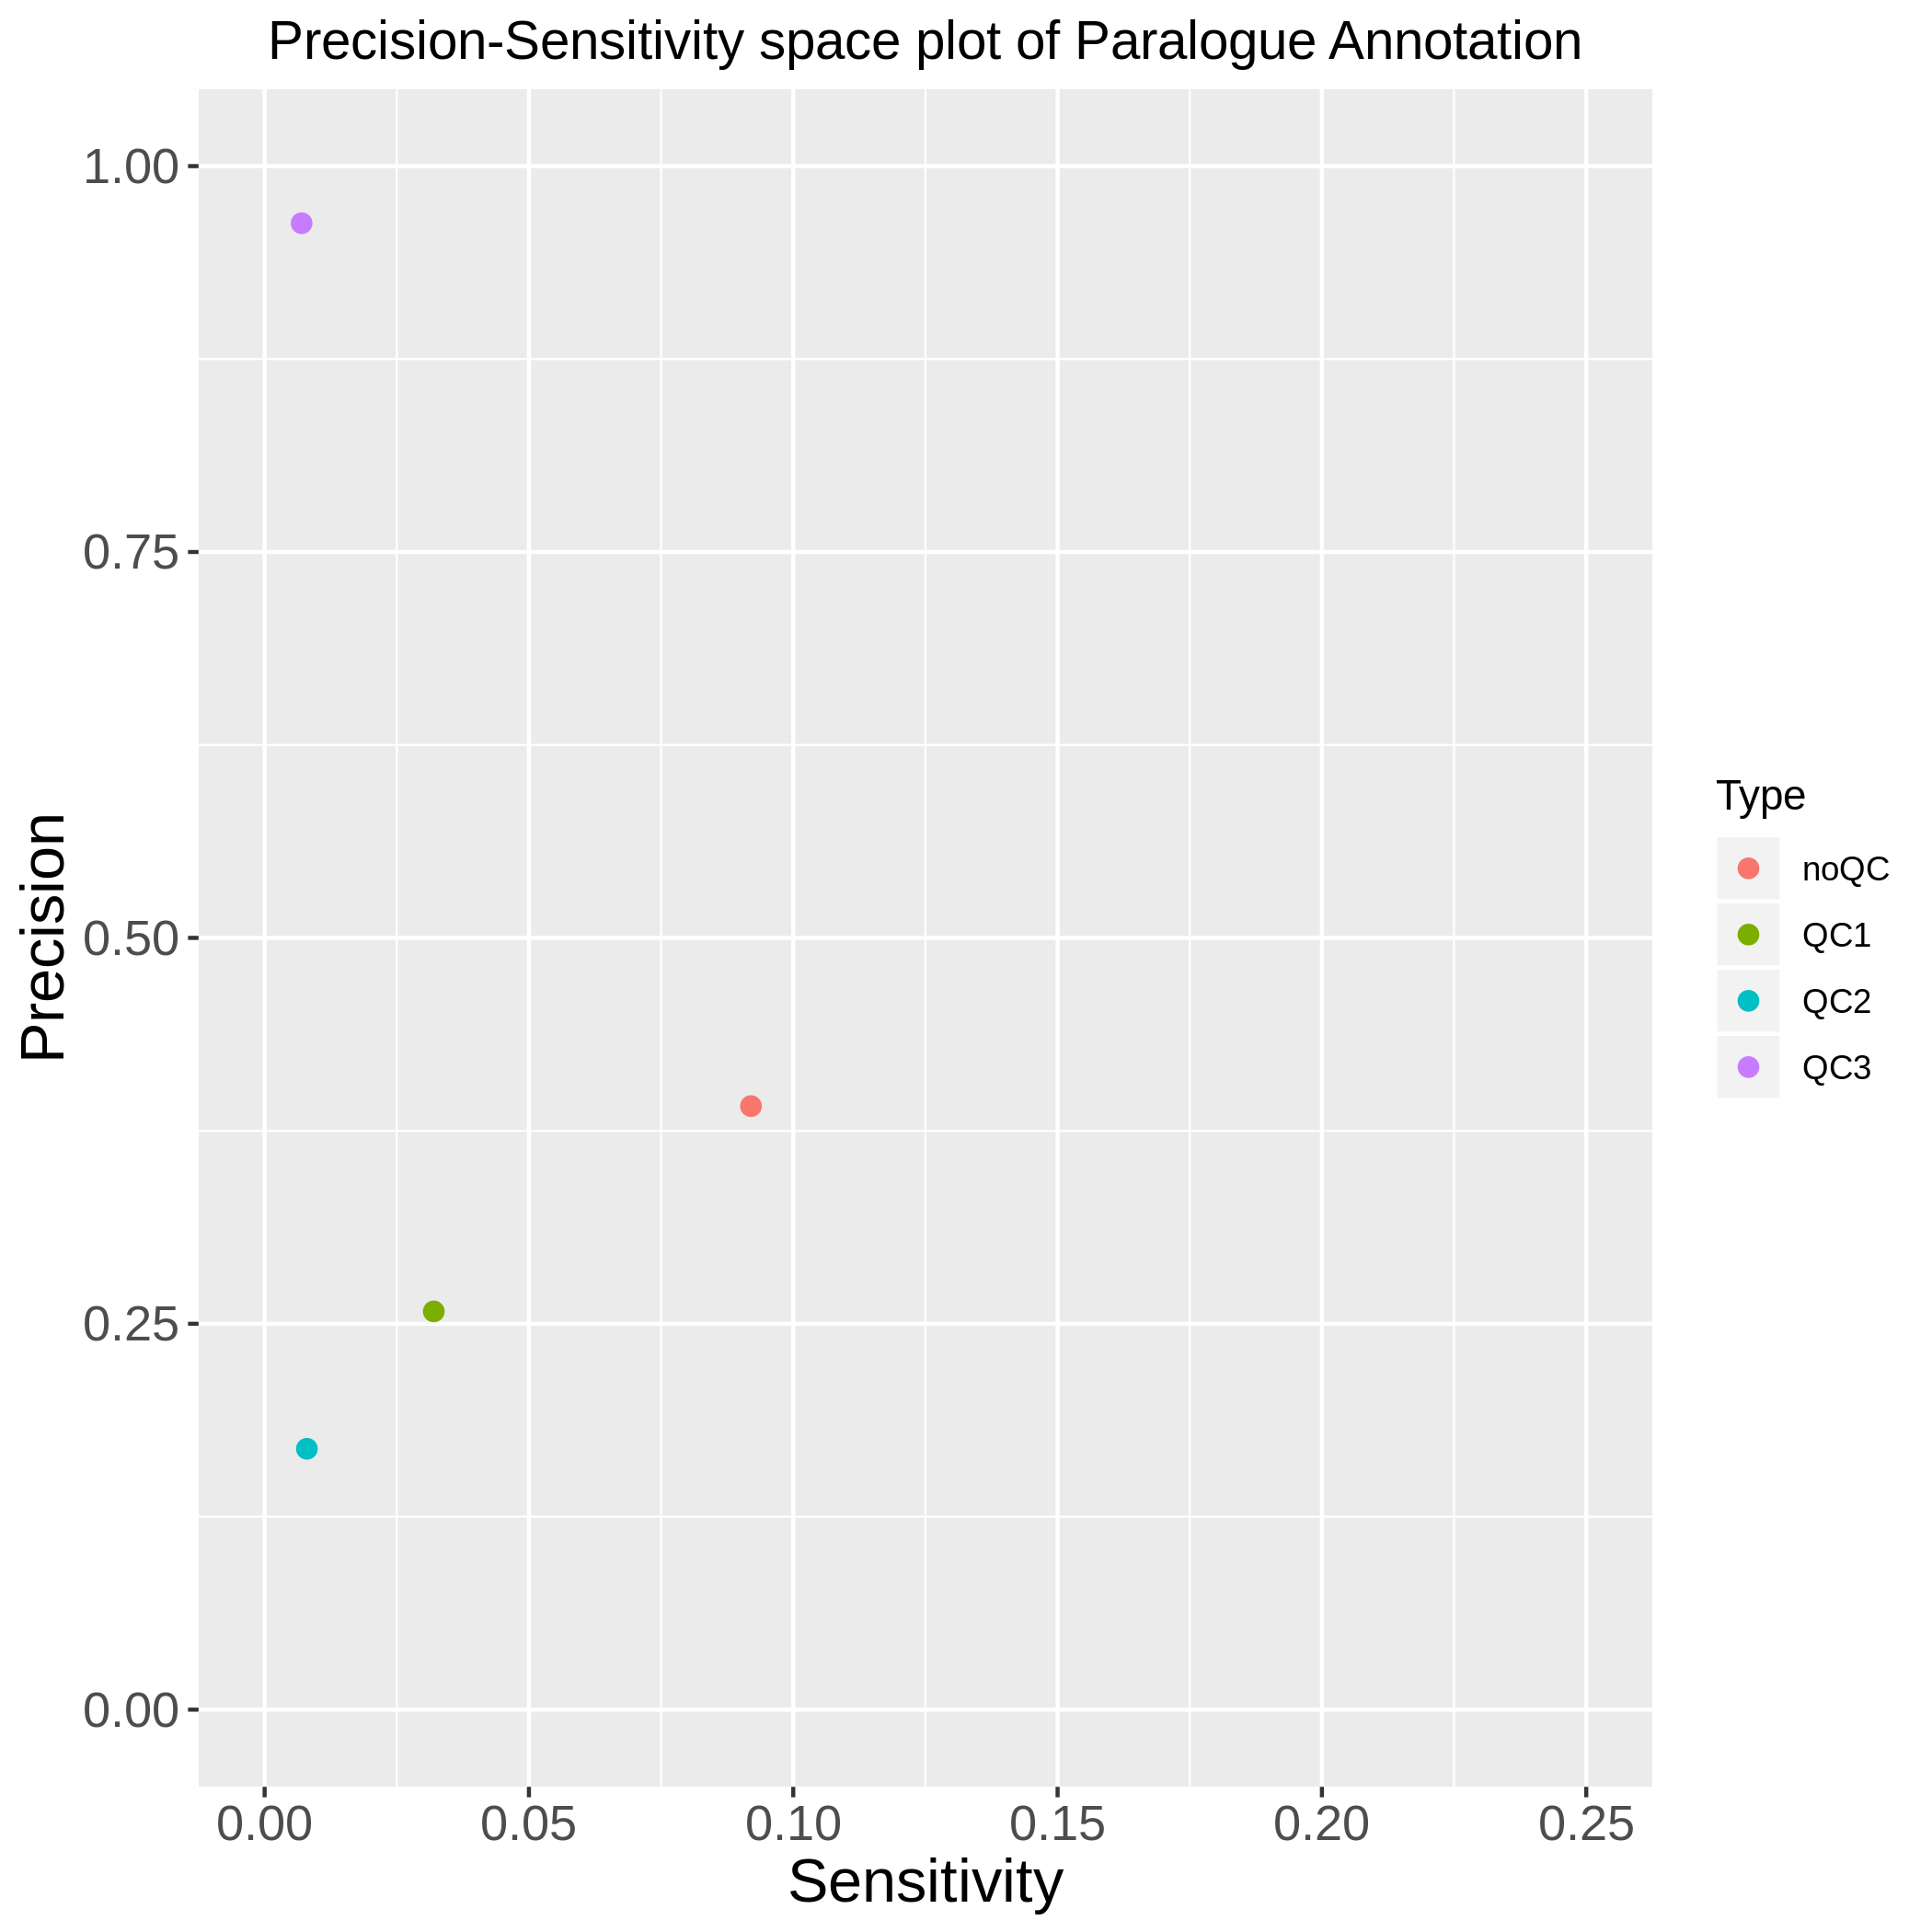 Precision-Sensitivity space plot of Paralogue Annotation
Precision
1.00
0.75
0.50
0.25
0.00
0.00 0.05 0.10 0.15 0.20 0.25
Sensitivity
Type
noQC
QC1
QC2
QC3